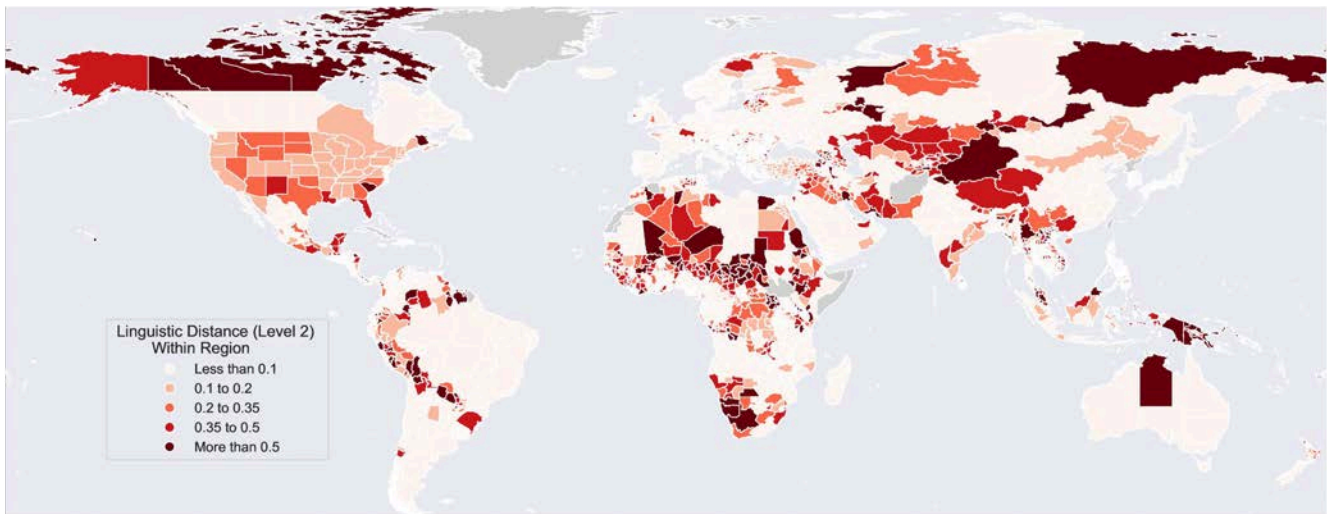 Linguistic Distance (Level 2)
Within Region
Less than 0.1
0.1 to 0.2
0.2 to 0.35
0.35 to 0.5
More than 0.5